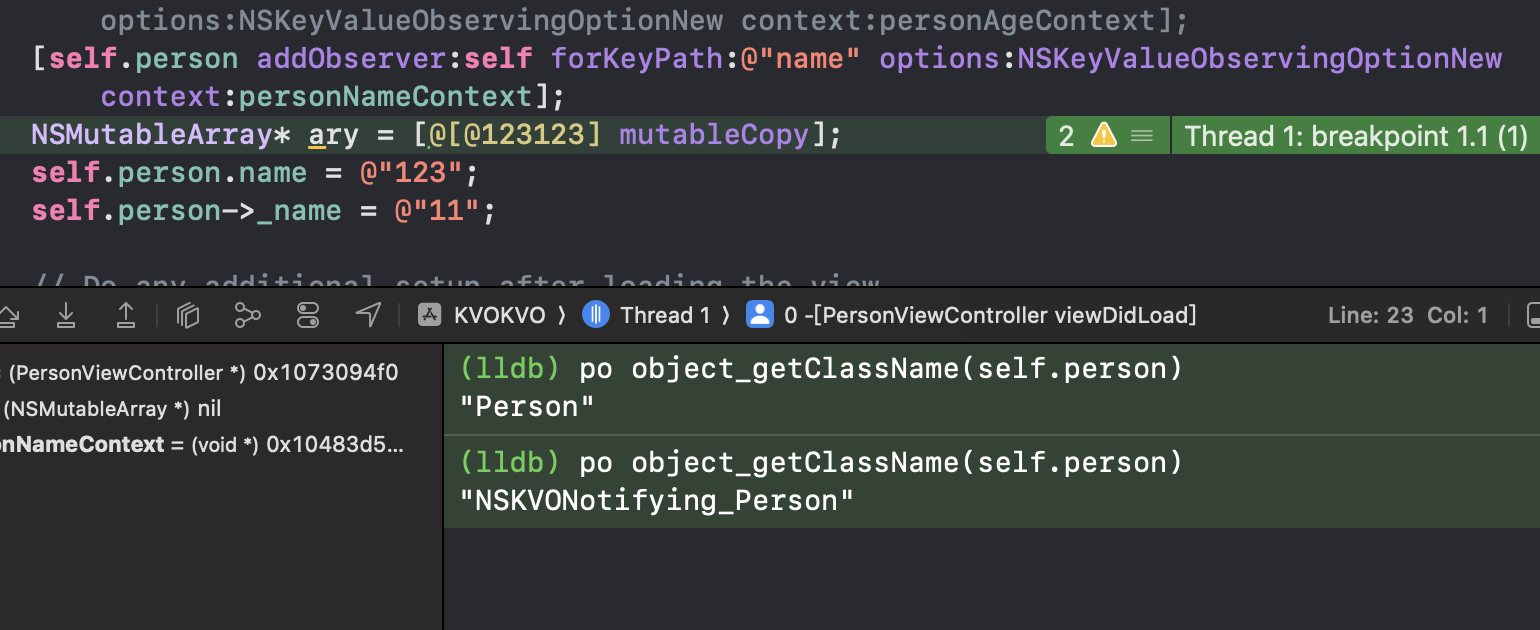 options:NSKeyValueObservingOptionNew context:personAgeContext];
[self.person addObserver:self forKeyPath:@"name" options:NSKeyValueObservingOptionNew
context:personNameContext];
NSMutableArray* ary = [@[@123123] mutableCopy];
2 Thread 1: breakpoint 1.1 (1)
self.person.name = @"123";
self.person->_name = @"11";
// Do any additional setup after loading the view
KVOKVO ⟩ Thread 1 ⟩ 0 -[PersonViewController viewDidLoad]
Line: 23 Col: 1
(PersonViewController *) 0x1073094f0
(NSMutableArray *) nil
onNameContext = (void *) 0x10483d5...
(lldb) po object_getClassName(self.person)
"Person"
(lldb) po object_getClassName(self.person)
"NSKVONotifying_Person"